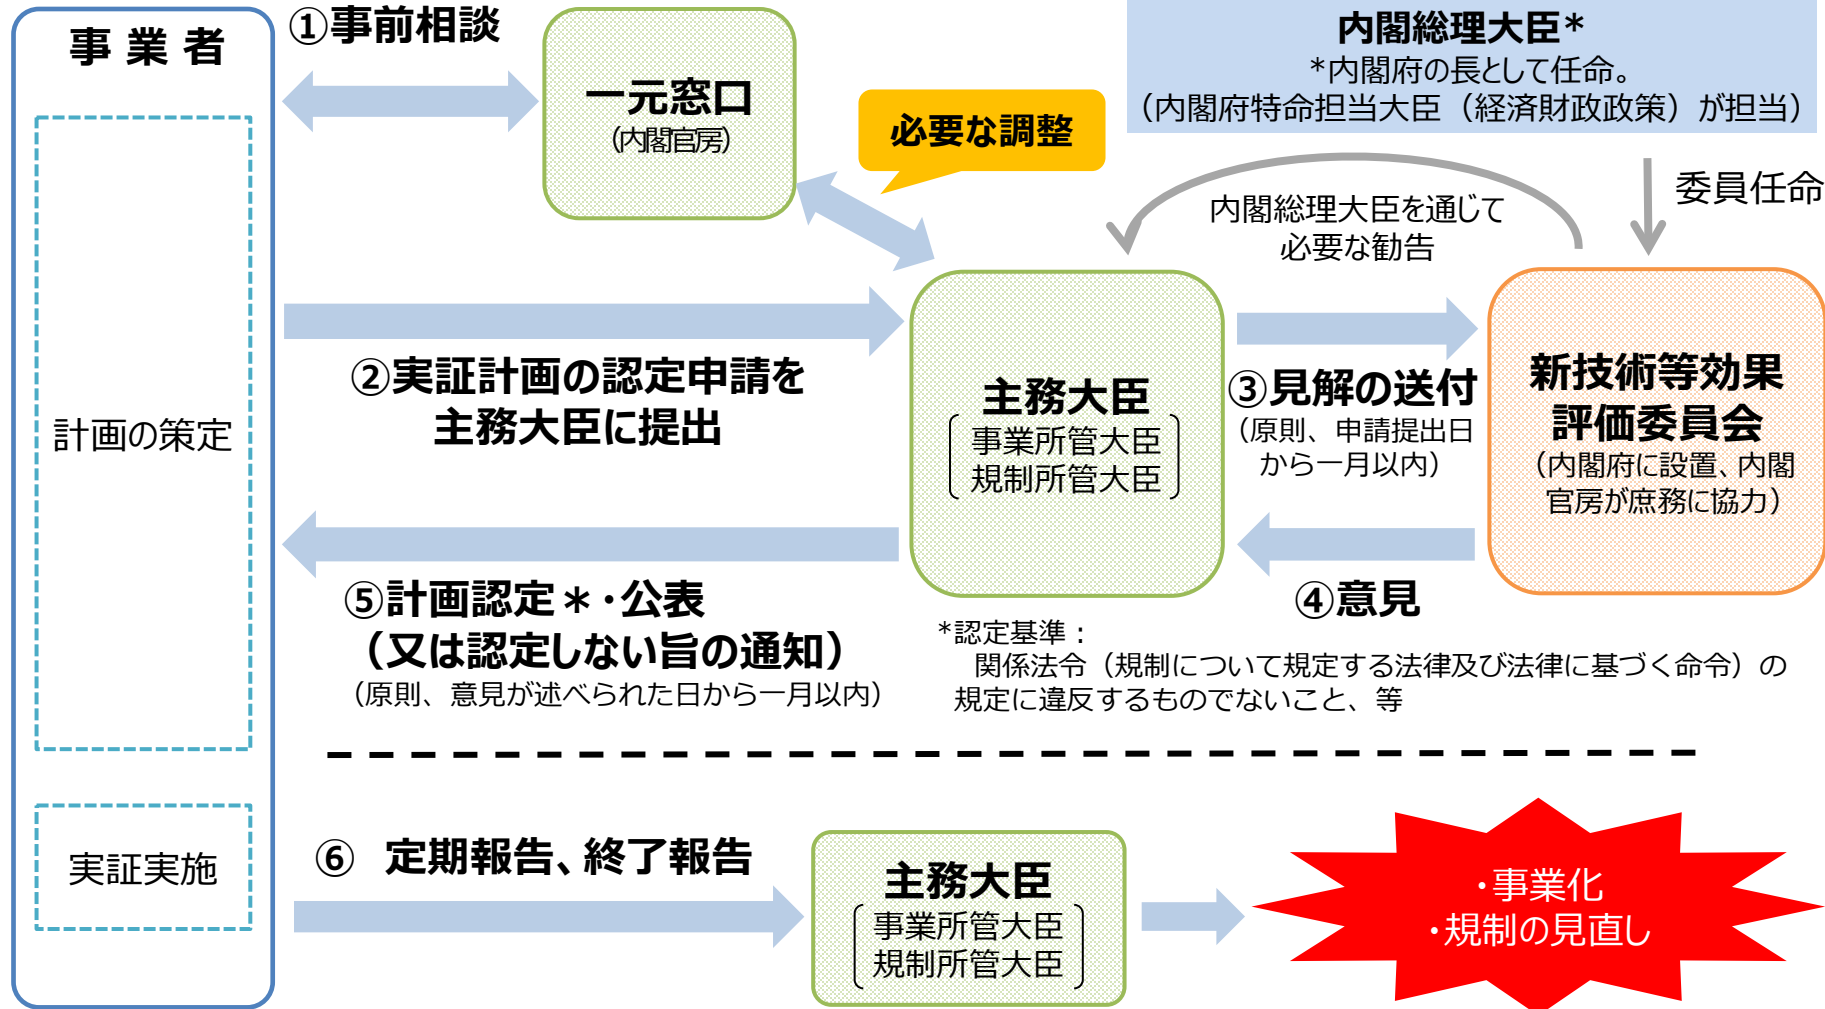 事業者
計画の策定
実証実施
①事前相談
一元窓口
（内閣官房）
必要な調整
内閣総理大臣*
*内閣府の長として任命。
（内閣府特命担当大臣（経済財政政策）が担当）
委員任命
内閣総理大臣を通じて
必要な勧告
②実証計画の認定申請を
主務大臣に提出
主務大臣
事業所管大臣
規制所管大臣
③見解の送付
（原則、申請提出日
から一月以内）
新技術等効果
評価委員会
（内閣府に設置、内閣
官房が庶務に協力）
④意見
⑤計画認定＊・公表
（又は認定しない旨の通知）
（原則、意見が述べられた日から一月以内）
*認定基準：
関係法令（規制について規定する法律及び法律に基づく命令）の
規定に違反するものでないこと、等
⑥　定期報告、終了報告
主務大臣
事業所管大臣
規制所管大臣
・事業化
・規制の見直し